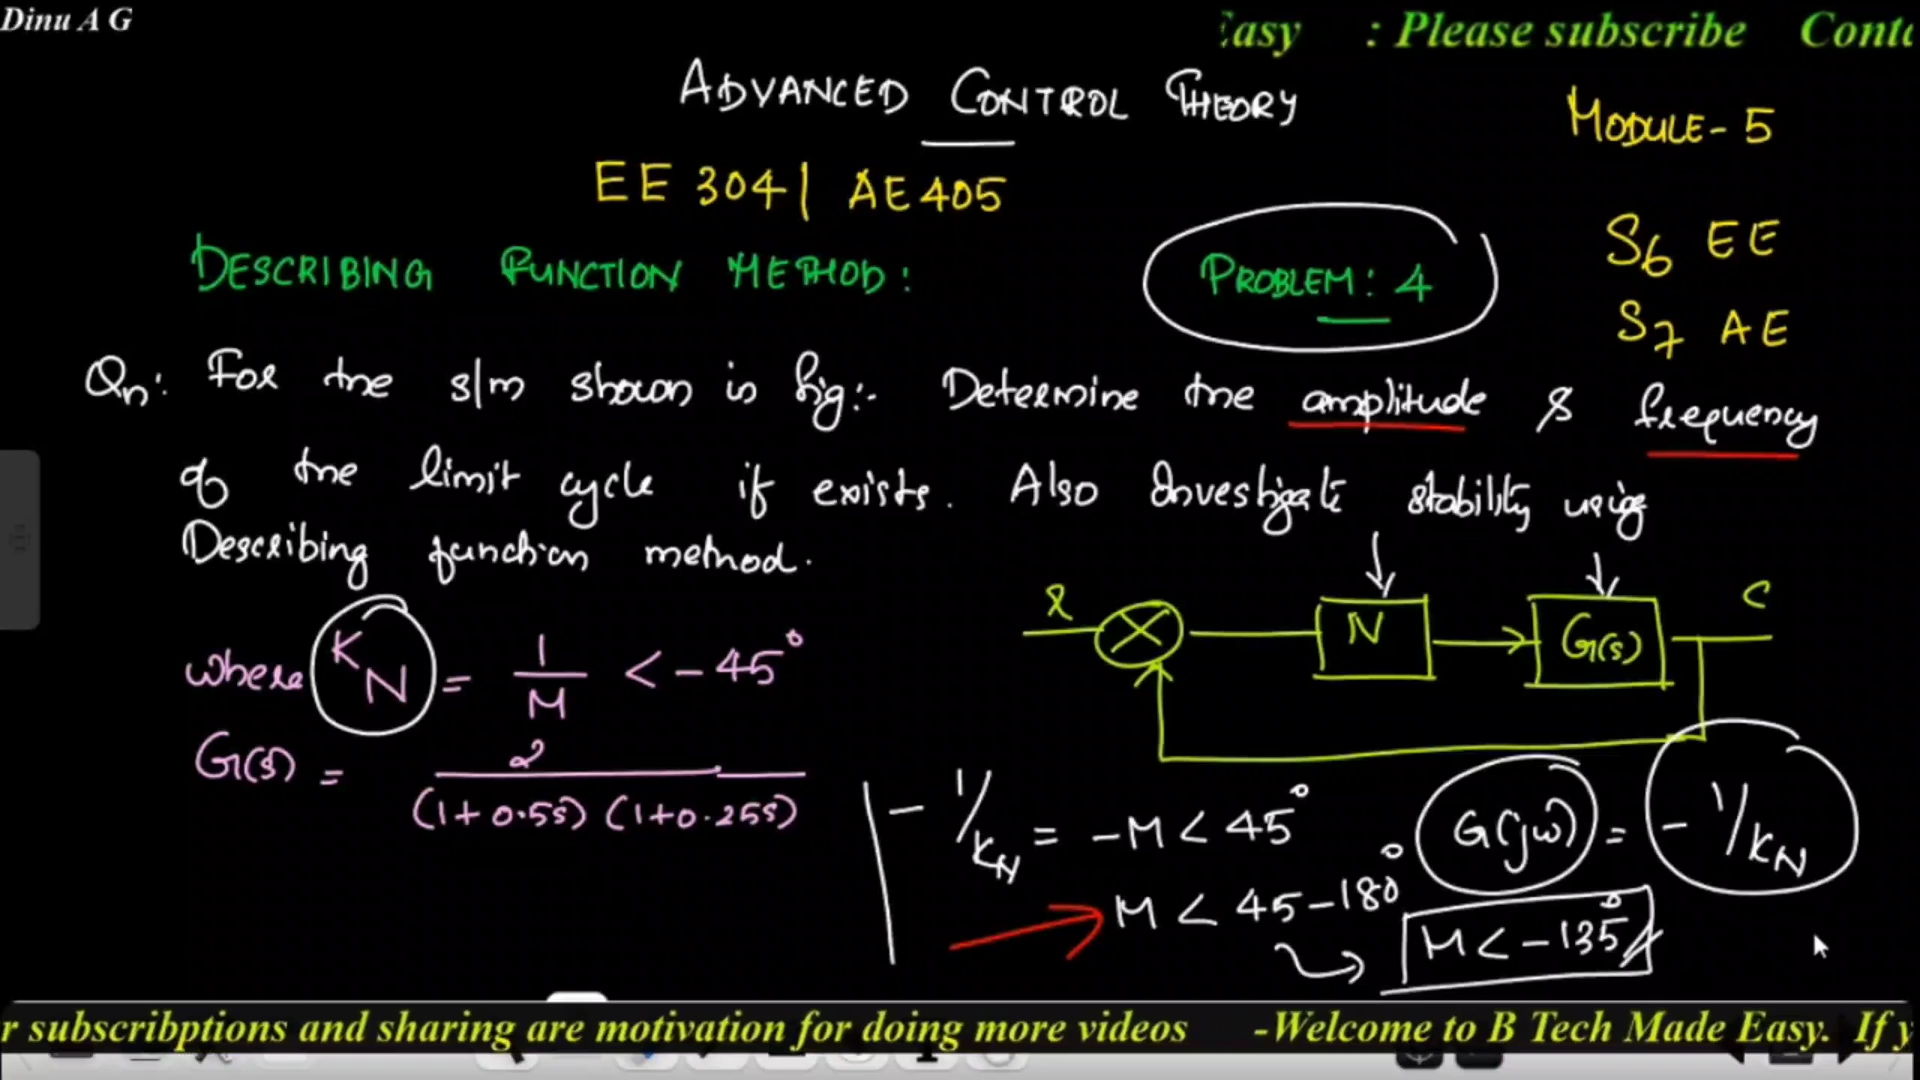 Dinu A G
Easy : Please subscribe Conta
ADVANCED CONTROL THEORY
MODULE - 5
EE 304 | AE 405
S6 EE
S7 AE
DESCRIBING FUNCTION METHOD :
PROBLEM : 4
Qn: For the s/m shown in fig:- Determine the amplitude & frequency
of the limit cycle if exists. Also Investigate stability using
Describing function method.
R N G(s) C
where KN = 1/M < -45°
G(s) = 2/(1+0.5s) (1+0.25s)
- 1/KN = -M < 45°
G(jω) = - 1/KN
M < 45-180°
M < -135°
r subscribptions and sharing are motivation for doing more videos -Welcome to B Tech Made Easy. If y